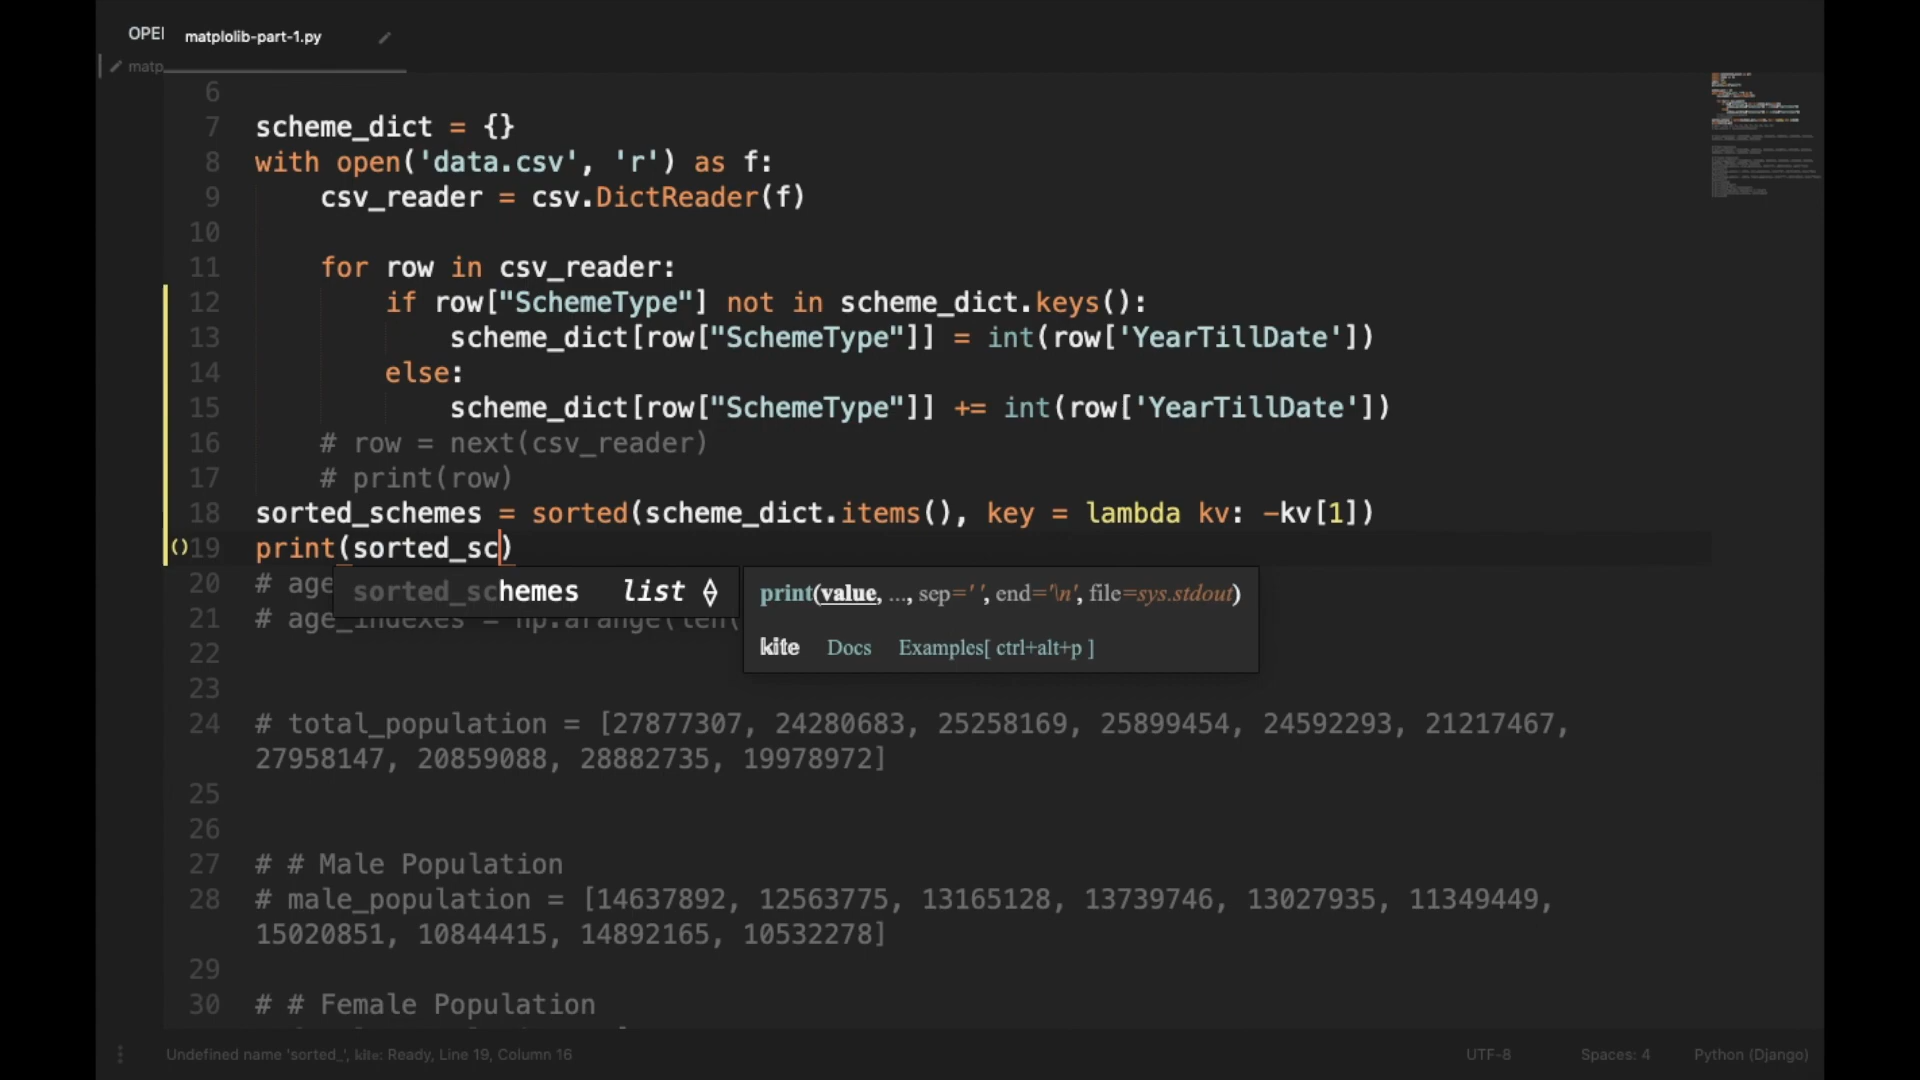 OPEI matplolib-part-1.py
matp
6
7 scheme_dict = {}
8 with open('data.csv', 'r') as f:
9 csv_reader = csv.DictReader(f)
10
11 for row in csv_reader:
12 if row["SchemeType"] not in scheme_dict.keys():
13 scheme_dict[row["SchemeType"]] = int(row['YearTillDate'])
14 else:
15 scheme_dict[row["SchemeType"]] += int(row['YearTillDate'])
16 # row = next(csv_reader)
17 # print(row)
18 sorted_schemes = sorted(scheme_dict.items(), key = lambda kv: -kv[1])
()19 print(sorted_sc)
20 # age
sorted_schemes list
print(value, ..., sep=' ', end='\n', file=sys.stdout)
21 # age_indexes = np.arange(len(
kite Docs Examples[ ctrl+alt+p ]
22
23
24 # total_population = [27877307, 24280683, 25258169, 25899454, 24592293, 21217467,
27958147, 20859088, 28882735, 19978972]
25
26
27 # # Male Population
28 # male_population = [14637892, 12563775, 13165128, 13739746, 13027935, 11349449,
15020851, 10844415, 14892165, 10532278]
29
30 # # Female Population
Undefined name 'sorted_', kite: Ready, Line 19, Column 16 UTF-8 Spaces: 4 Python (Django)